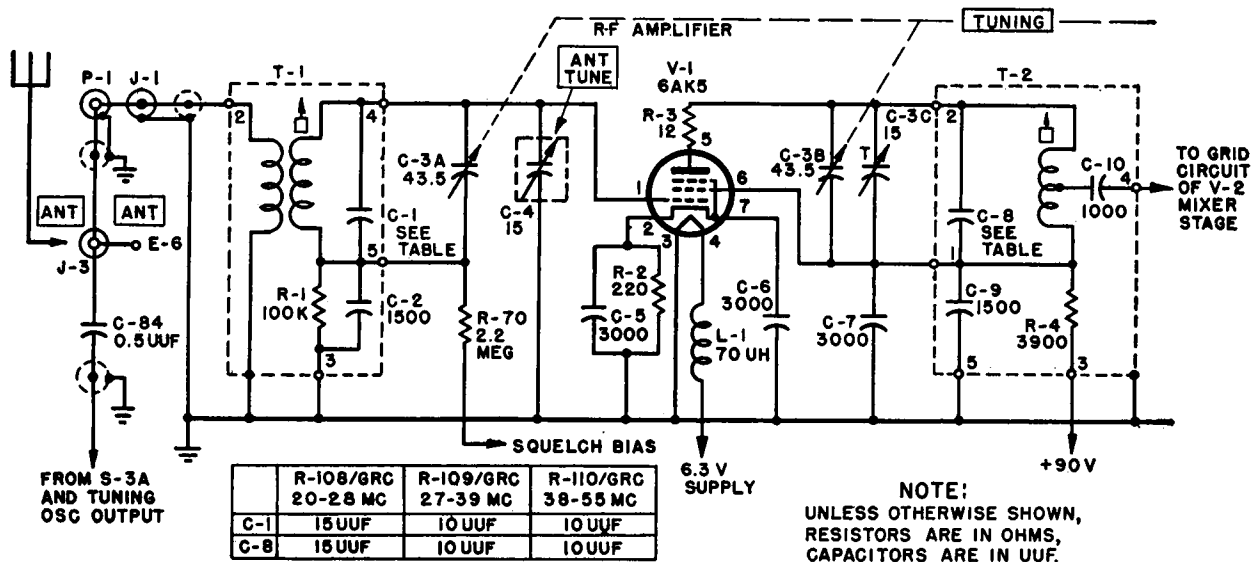 R-F AMPLIFIER
TUNING
ANT
TUNE
P-1
J-1
T-1
V-1
6AK5
T-2
2
4
R-3
12
5
C-3C
15
2
C-3A
43.5
C-3B
43.5
T
C-10
4
1000
TO GRID
CIRCUIT
OF V-2
MIXER
STAGE
1
6
7
C-4
15
ANT
ANT
E-6
J-3
C-1
SEE
TABLE
5
2
3
4
C-8
SEE
TABLE
1
R-1
100K
C-2
1500
R-2
220
C-5
3000
C-6
3000
C-7
3000
C-9
1500
R-4
3900
C-84
0.5UUF
R-70
2.2
MEG
L-1
70 UH
3
5
3
SQUELCH BIAS
FROM S-3A
AND TUNING
OSC OUTPUT
6.3 V
SUPPLY
+90V
R-108/GRC R-109/GRC R-110/GRC
20-28 MC 27-39 MC 38-55 MC
C-1 15UUF 10UUF 10UUF
C-8 15UUF 10UUF 10UUF
NOTE:
UNLESS OTHERWISE SHOWN,
RESISTORS ARE IN OHMS,
CAPACITORS ARE IN UUF.